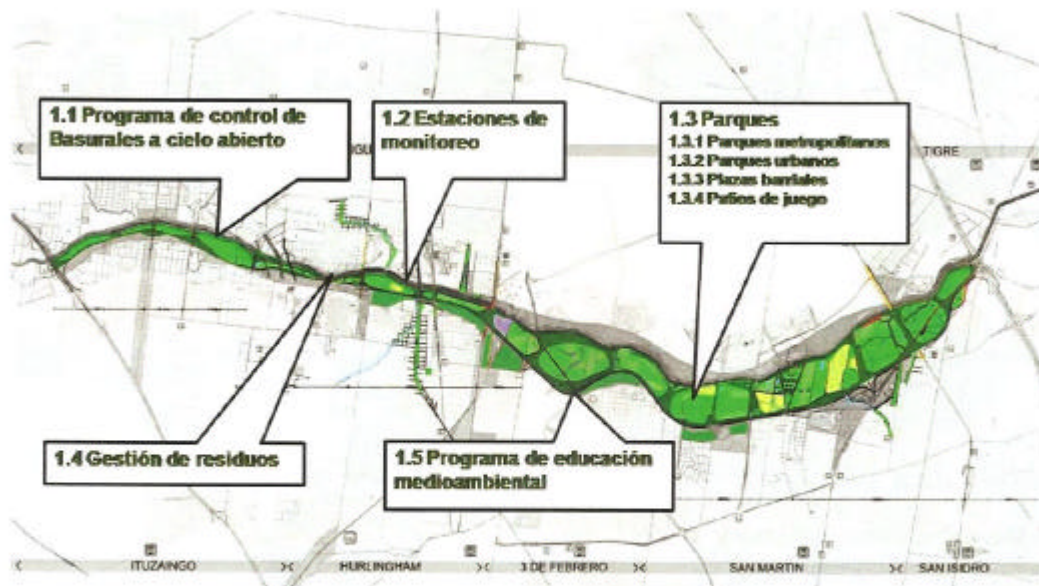 1.1 Programa de control de
Basurales a cielo abierto
1.2 Estaciones de
monitoreo
1.3 Parques
1.3.1 Parques metropolitanos
1.3.2 Parques urbanos
1.3.3 Plazas barriales
1.3.4 Patios de juego
TIGRE
1.4 Gestión de residuos
1.5 Programa de educación
medioambiental
ITUZAINGO
HURLINGHAM
3 DE FEBRERO
SAN MARTIN
SAN ISIDRO